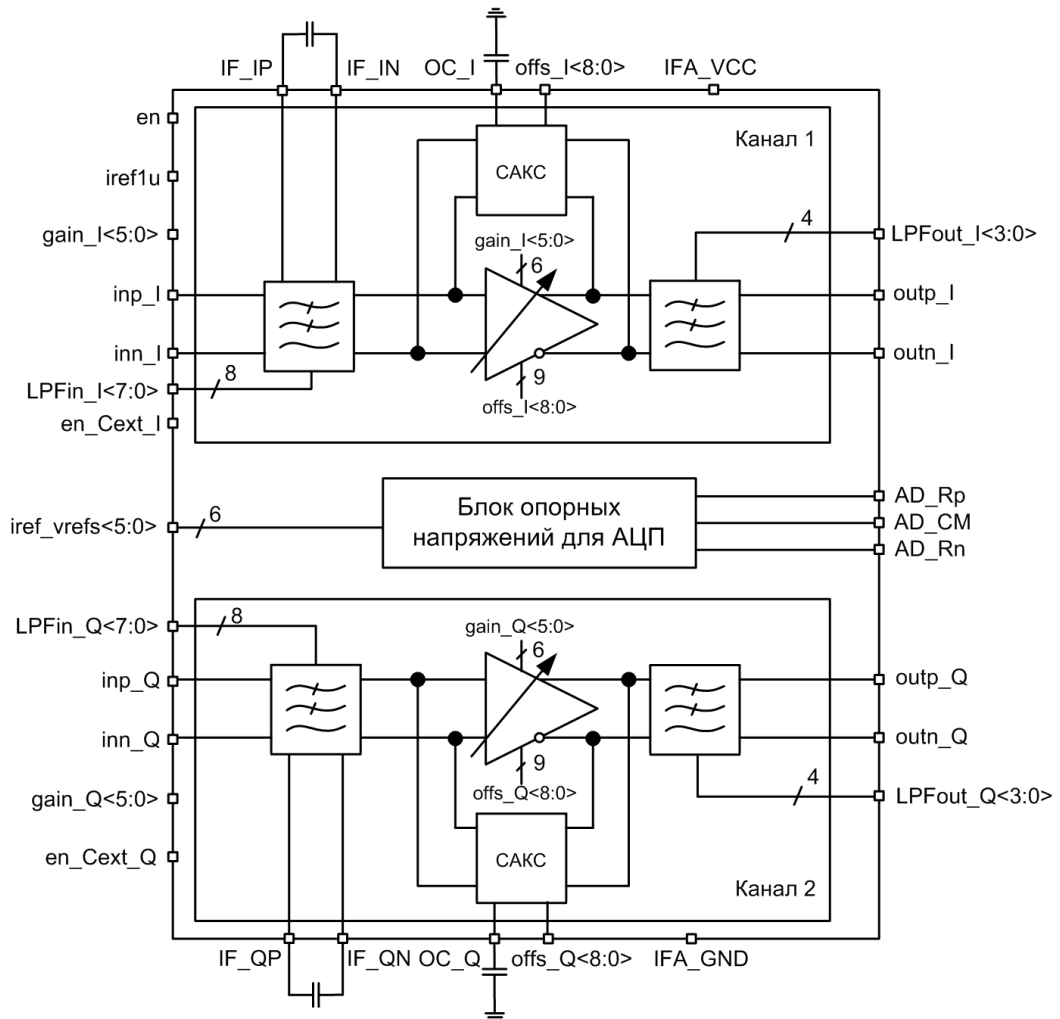 IF_IP
IF_IN
OC_I
offs_I<8:0>
IFA_VCC
en
Канал 1
iref1u
САКС
gain_I<5:0>
gain_I<5:0>
6
4
LPFout_I<3:0>
inp_I
outp_I
inn_I
outn_I
LPFin_I<7:0>
8
9
offs_I<8:0>
en_Cext_I
iref_vrefs<5:0>
6
Блок опорных
напряжений для АЦП
AD_Rp
AD_CM
AD_Rn
LPFin_Q<7:0>
8
gain_Q<5:0>
6
inp_Q
outp_Q
inn_Q
outn_Q
9
offs_Q<8:0>
gain_Q<5:0>
4
LPFout_Q<3:0>
en_Cext_Q
САКС
Канал 2
IF_QP
IF_QN
OC_Q
offs_Q<8:0>
IFA_GND